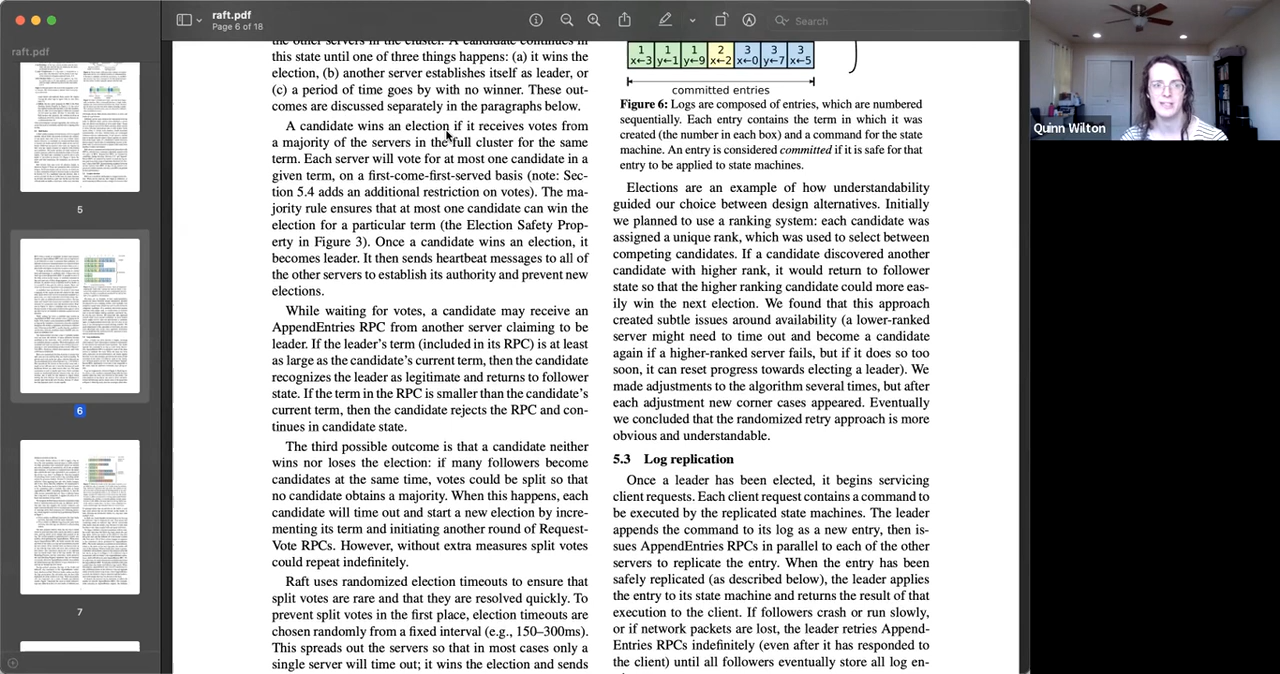 raft.pdf
Page 6 of 18
Search
raft.pdf
5
6
7
this state until one of three things happens: (a) it wins the
election, (b) another server establishes itself as leader, or
(c) a period of time goes by with no winner. These out-
comes are discussed separately in the paragraphs below.
A candidate wins an election if it receives votes from
a majority of the servers in the full cluster for the same
term. Each server will vote for at most one candidate in a
given term, on a first-come-first-served basis (note: Sec-
tion 5.4 adds an additional restriction on votes). The ma-
jority rule ensures that at most one candidate can win the
election for a particular term (the Election Safety Prop-
erty in Figure 3). Once a candidate wins an election, it
becomes leader. It then sends heartbeat messages to all of
the other servers to establish its authority and prevent new
elections.
While waiting for votes, a candidate may receive an
AppendEntries RPC from another server claiming to be
leader. If the leader's term (included in its RPC) is at least
as large as the candidate's current term, then the candidate
recognizes the leader as legitimate and returns to follower
state. If the term in the RPC is smaller than the candidate's
current term, then the candidate rejects the RPC and con-
tinues in candidate state.
The third possible outcome is that a candidate neither
wins nor loses the election: if many followers become
candidates at the same time, votes could be split so that
no candidate obtains a majority. When this happens, each
candidate will time out and start a new election by incre-
menting its term and initiating another round of Request-
Vote RPCs. However, without extra measures split votes
could repeat indefinitely.
Raft uses randomized election timeouts to ensure that
split votes are rare and that they are resolved quickly. To
prevent split votes in the first place, election timeouts are
chosen randomly from a fixed interval (e.g., 150–300ms).
This spreads out the servers so that in most cases only a
single server will time out; it wins the election and sends
1 1 1 2 3 3 3
x←3 y←1 y←9 x←2 x←0 y←7 x←5
committed entries
Figure 6: Logs are composed of entries, which are numbered
sequentially. Each entry contains the term in which it was
created (the number in each box) and a command for the state
machine. An entry is considered committed if it is safe for that
entry to be applied to state machines.
Elections are an example of how understandability
guided our choice between design alternatives. Initially
we planned to use a ranking system: each candidate was
assigned a unique rank, which was used to select between
competing candidates. If a candidate discovered another
candidate with higher rank, it would return to follower
state so that the higher ranking candidate could more eas-
ily win the next election. We found that this approach
created subtle issues around availability (a lower-ranked
server might need to time out and become a candidate
again if a higher-ranked server fails, but if it does so too
soon, it can reset progress towards electing a leader). We
made adjustments to the algorithm several times, but after
each adjustment new corner cases appeared. Eventually
we concluded that the randomized retry approach is more
obvious and understandable.
5.3 Log replication
Once a leader has been elected, it begins servicing
client requests. Each client request contains a command to
be executed by the replicated state machines. The leader
appends the command to its log as a new entry, then is-
sues AppendEntries RPCs in parallel to each of the other
servers to replicate the entry. When the entry has been
safely replicated (as described below), the leader applies
the entry to its state machine and returns the result of that
execution to the client. If followers crash or run slowly,
or if network packets are lost, the leader retries Append-
Entries RPCs indefinitely (even after it has responded to
the client) until all followers eventually store all log en-
Quinn Wilton